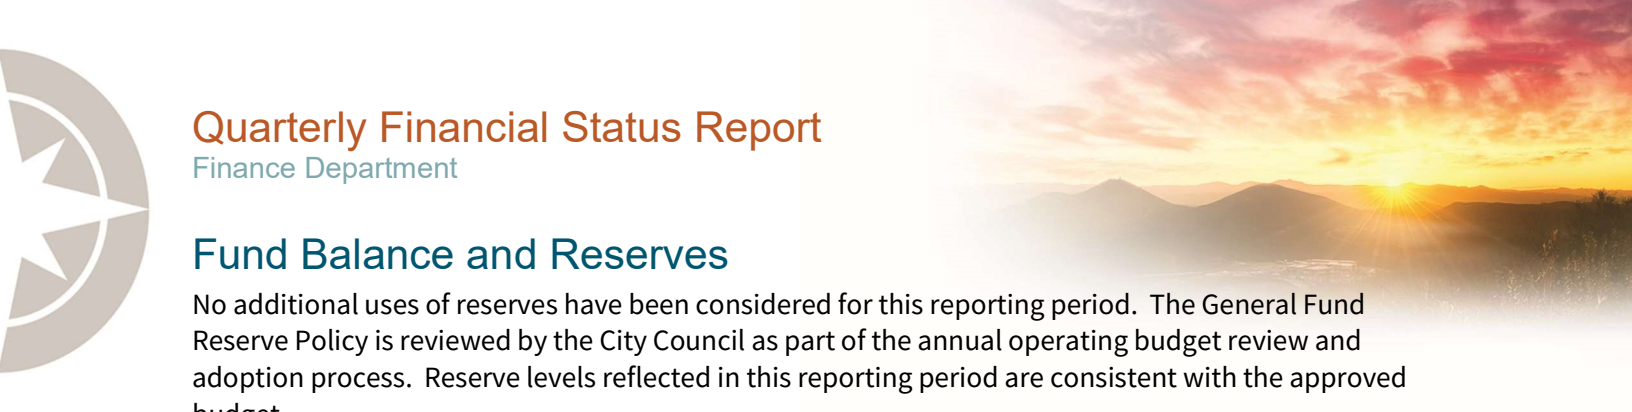 Quarterly Financial Status Report
Finance Department
Fund Balance and Reserves
No additional uses of reserves have been considered for this reporting period.  The General Fund
Reserve Policy is reviewed by the City Council as part of the annual operating budget review and
adoption process.  Reserve levels reflected in this reporting period are consistent with the approved
budget.